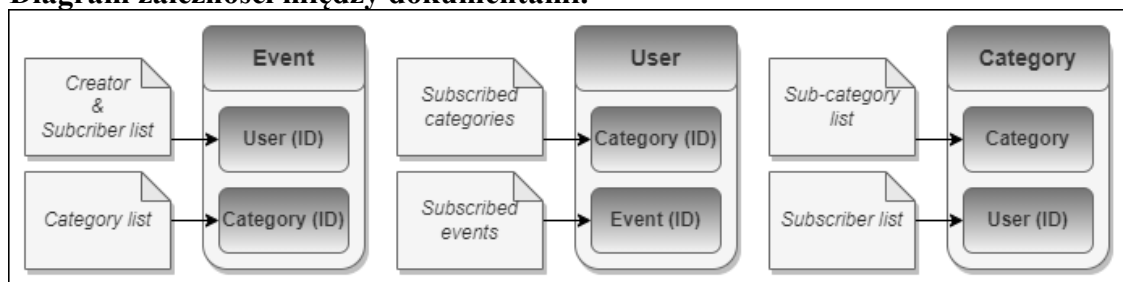 Diagram zależności między dokumentami:
Event
Creator
&
Subcriber list
User (ID)
Category list
Category (ID)
User
Subscribed
categories
Category (ID)
Subscribed
events
Event (ID)
Category
Sub-category
list
Category
Subscriber list
User (ID)